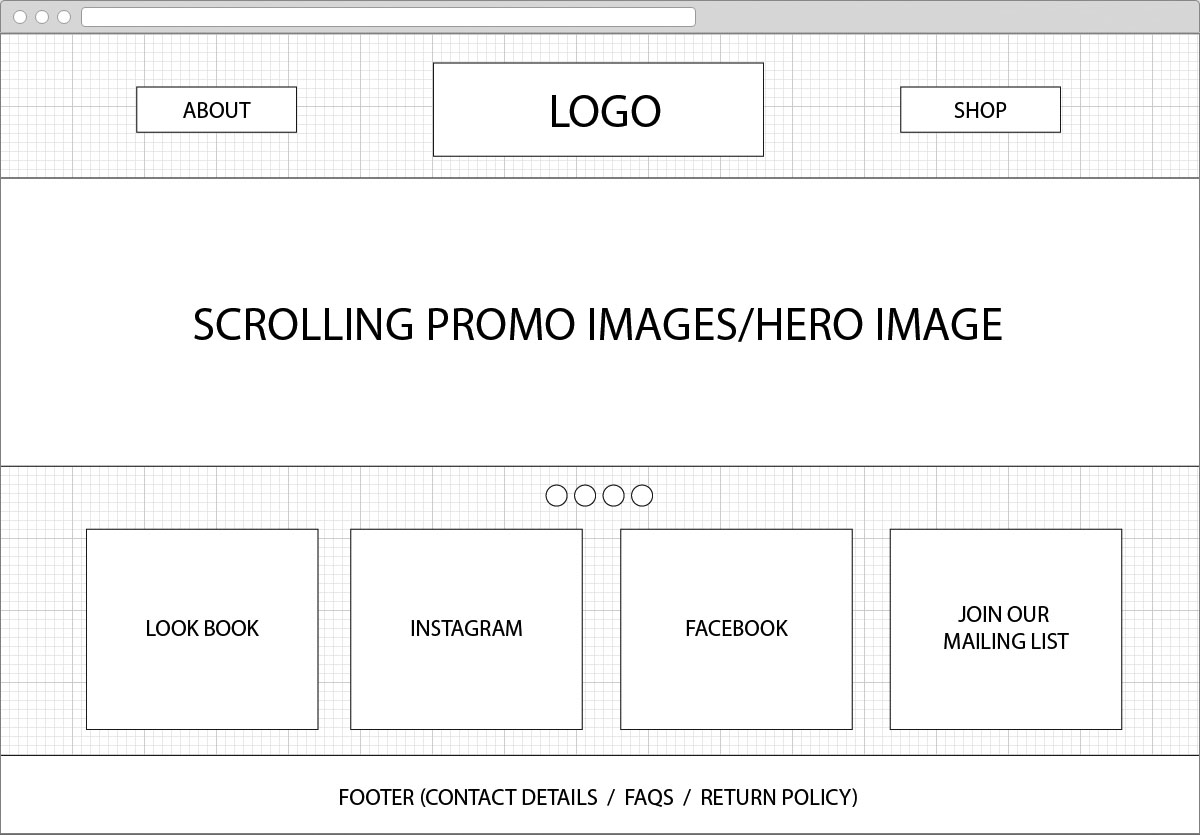 ABOUT
LOGO
SHOP
SCROLLING PROMO IMAGES/HERO IMAGE
LOOK BOOK
INSTAGRAM
FACEBOOK
JOIN OUR
MAILING LIST
FOOTER (CONTACT DETAILS / FAQS / RETURN POLICY)